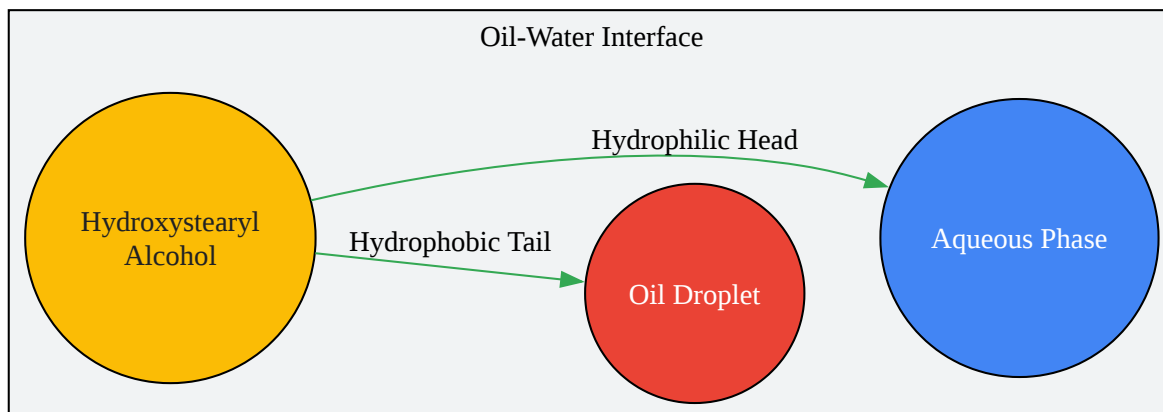 Oil-Water Interface
Hydrophilic Head
Hydroxystearyl
Alcohol
Hydrophobic Tail
Aqueous Phase
Oil Droplet